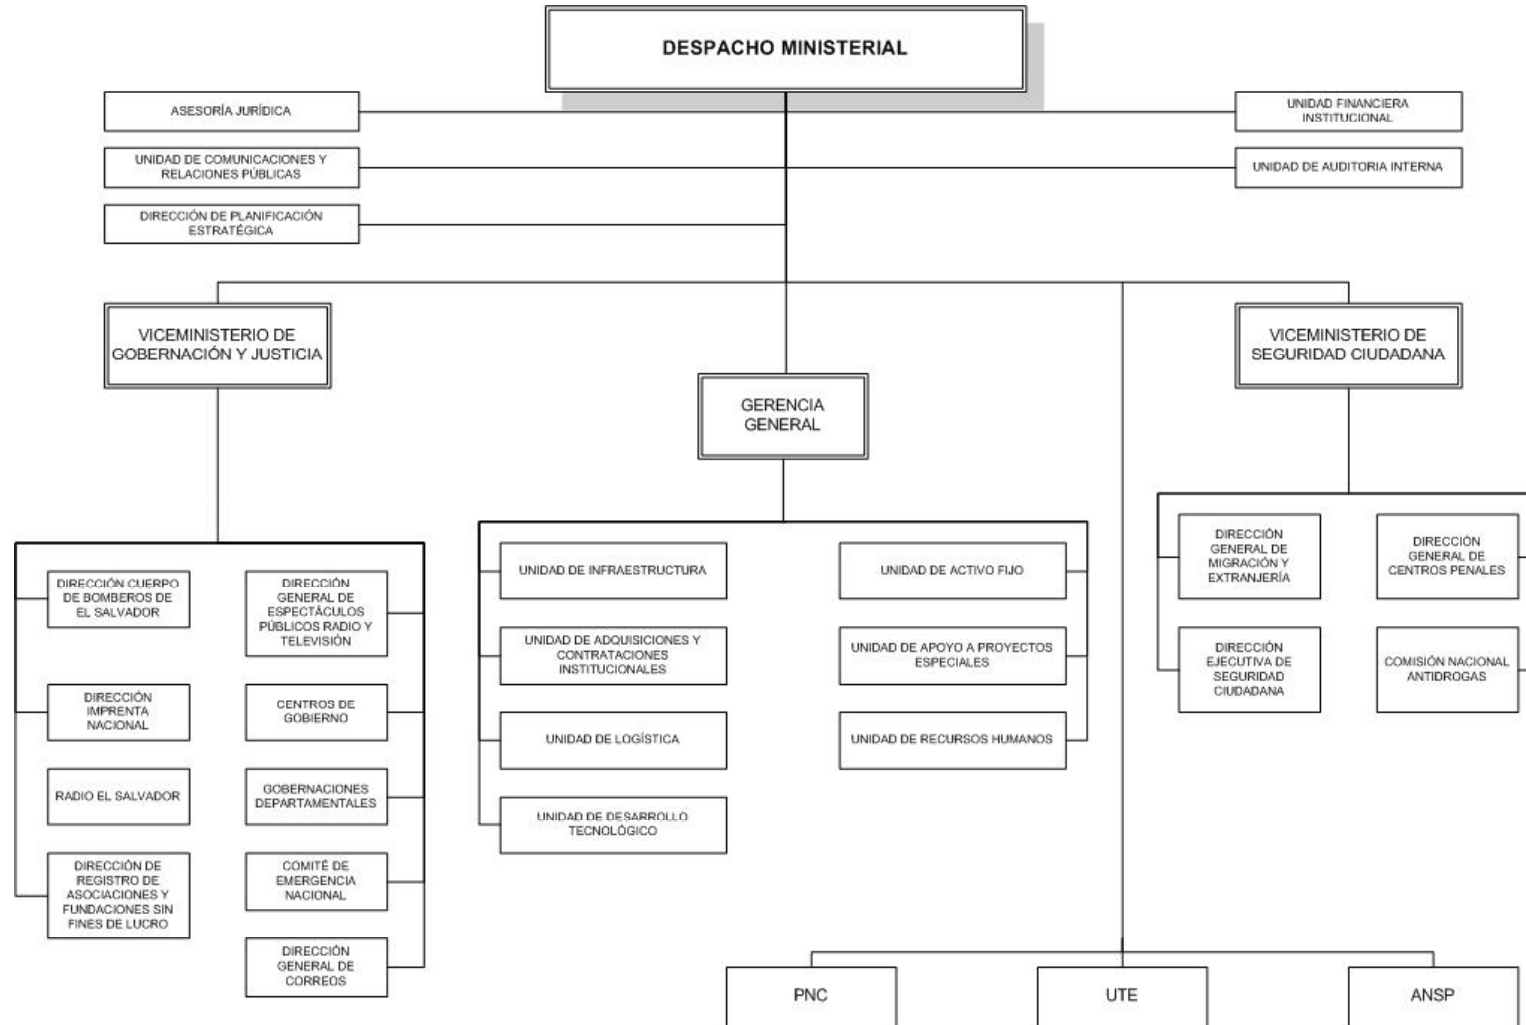 DESPACHO MINISTERIAL
ASESORÍA JURÍDICA
UNIDAD FINANCIERA
INSTITUCIONAL
UNIDAD DE COMUNICACIONES Y
RELACIONES PÚBLICAS
UNIDAD DE AUDITORIA INTERNA
DIRECCIÓN DE PLANIFICACIÓN
ESTRATÉGICA
VICEMINISTERIO DE
GOBERNACIÓN Y JUSTICIA
GERENCIA
GENERAL
VICEMINISTERIO DE
SEGURIDAD CIUDADANA
DIRECCIÓN CUERPO
DE BOMBEROS DE
EL SALVADOR
DIRECCIÓN
GENERAL DE
ESPECTÁCULOS
PÚBLICOS RADIO Y
TELEVISIÓN
DIRECCIÓN
IMPRENTA
NACIONAL
CENTROS DE
GOBIERNO
RADIO EL SALVADOR
GOBERNACIONES
DEPARTAMENTALES
DIRECCIÓN DE
REGISTRO DE
ASOCIACIONES Y
FUNDACIONES SIN
FINES DE LUCRO
COMITÉ DE
EMERGENCIA
NACIONAL
DIRECCIÓN
GENERAL DE
CORREOS
UNIDAD DE INFRAESTRUCTURA
UNIDAD DE ACTIVO FIJO
UNIDAD DE ADQUISICIONES Y
CONTRATACIONES
INSTITUCIONALES
UNIDAD DE APOYO A PROYECTOS
ESPECIALES
UNIDAD DE LOGÍSTICA
UNIDAD DE RECURSOS HUMANOS
UNIDAD DE DESARROLLO
TECNOLÓGICO
DIRECCIÓN
GENERAL DE
MIGRACIÓN Y
EXTRANJERÍA
DIRECCIÓN
GENERAL DE
CENTROS PENALES
DIRECCIÓN
EJECUTIVA DE
SEGURIDAD
CIUDADANA
COMISIÓN NACIONAL
ANTIDROGAS
PNC
UTE
ANSP